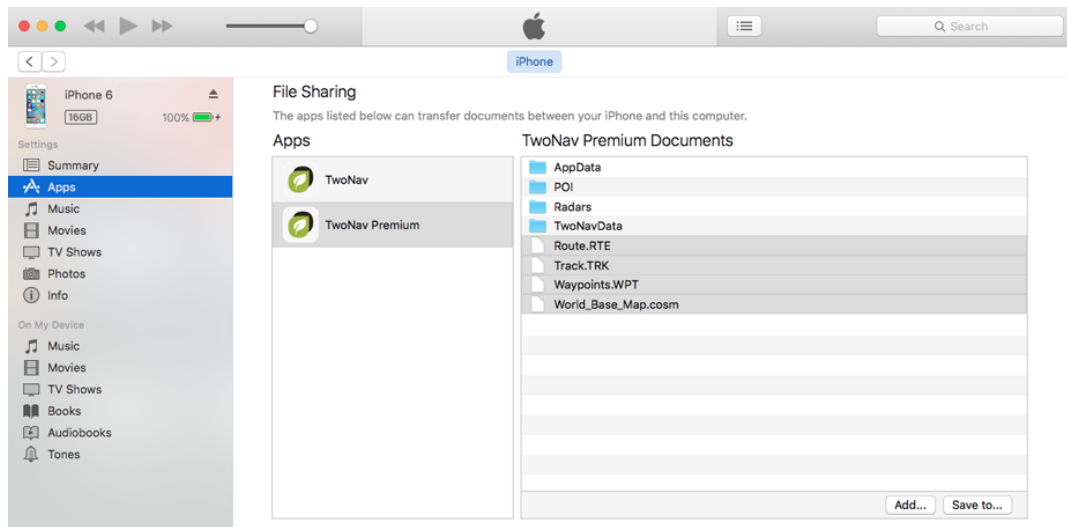 Search
iPhone
iPhone 6
16GB
100%
Settings
Summary
Apps
Music
Movies
TV Shows
Photos
Info
On My Device
Music
Movies
TV Shows
Books
Audiobooks
Tones
File Sharing
The apps listed below can transfer documents between your iPhone and this computer.
Apps
TwoNav
TwoNav Premium
TwoNav Premium Documents
AppData
POI
Radars
TwoNavData
Route.RTE
Track.TRK
Waypoints.WPT
World_Base_Map.cosm
Add...
Save to...